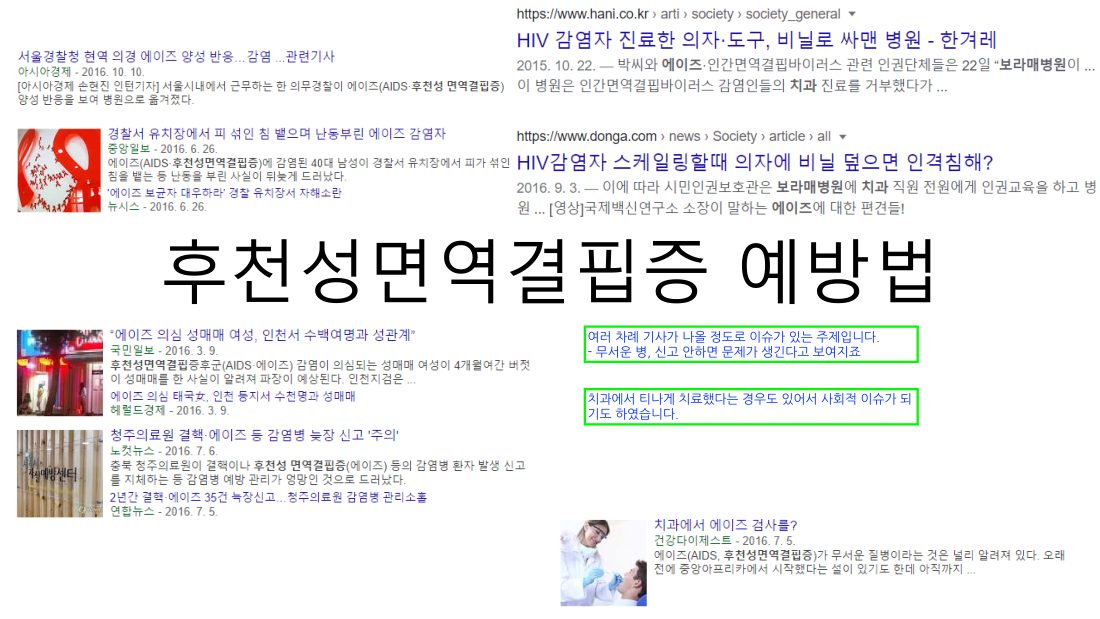 서울경찰청 현역 의경 에이즈 양성 반응...감염 ...관련기사
아시아경제 - 2016. 10. 10.
[아시아경제 손현진 인턴기자] 서울시내에서 근무하는 한 의무경찰이 에이즈(AIDS·후천성 면역결핍증)
양성 반응을 보여 병원으로 옮겨졌다.
경찰서 유치장에서 피 섞인 침 뱉으며 난동부린 에이즈 감염자
중앙일보 - 2016. 6. 26.
에이즈(AIDS·후천성면역결핍증)에 감염된 40대 남성이 경찰서 유치장에서 피가 섞인
침을 뱉는 등 난동을 부린 사실이 뒤늦게 드러났다.
'에이즈 보균자 대우하라' 경찰 유치장서 자해소란
뉴시스 - 2016. 6. 26.
https://www.hani.co.kr › arti › society › society_general
HIV 감염자 진료한 의자·도구, 비닐로 싸맨 병원 - 한겨레
2015. 10. 22. — 박씨와 에이즈·인간면역결핍바이러스 관련 인권단체들은 22일 “보라매병원이 ...
이 병원은 인간면역결핍바이러스 감염인들의 치과 진료를 거부했다가 ...
https://www.donga.com › news › Society › article › all
HIV감염자 스케일링할때 의자에 비닐 덮으면 인격침해?
2016. 9. 3. — 이에 따라 시민인권보호관은 보라매병원에 치과 직원 전원에게 인권교육을 하고 병
원 ... [영상]국제백신연구소 소장이 말하는 에이즈에 대한 편견들!
후천성면역결핍증 예방법
“에이즈 의심 성매매 여성, 인천서 수백여명과 성관계”
국민일보 - 2016. 3. 9.
후천성면역결핍증후군(AIDS·에이즈) 감염이 의심되는 성매매 여성이 4개월여간 버젓
이 성매매를 한 사실이 알려져 파장이 예상된다. 인천지검은 ...
에이즈 의심 태국女, 인천 등지서 수천명과 성매매
헤럴드경제 - 2016. 3. 9.
청주의료원 결핵·에이즈 등 감염병 늦장 신고 '주의'
노컷뉴스 - 2016. 7. 6.
충북 청주의료원이 결핵이나 후천성 면역결핍증(에이즈) 등의 감염병 환자 발생 신고
를 지체하는 등 감염병 예방 관리가 엉망인 것으로 드러났다.
2년간 결핵·에이즈 35건 늑장신고...청주의료원 감염병 관리소홀
연합뉴스 - 2016. 7. 5.
여러 차례 기사가 나올 정도로 이슈가 있는 주제입니다.
- 무서운 병, 신고 안하면 문제가 생긴다고 보여지죠
치과에서 티나게 치료했다는 경우도 있어서 사회적 이슈가 되
기도 하였습니다.
치과에서 에이즈 검사를?
건강다이제스트 - 2016. 7. 5.
에이즈(AIDS, 후천성면역결핍증)가 무서운 질병이라는 것은 널리 알려져 있다. 오래
전에 중앙아프리카에서 시작했다는 설이 있기도 한데 아직까지 ...